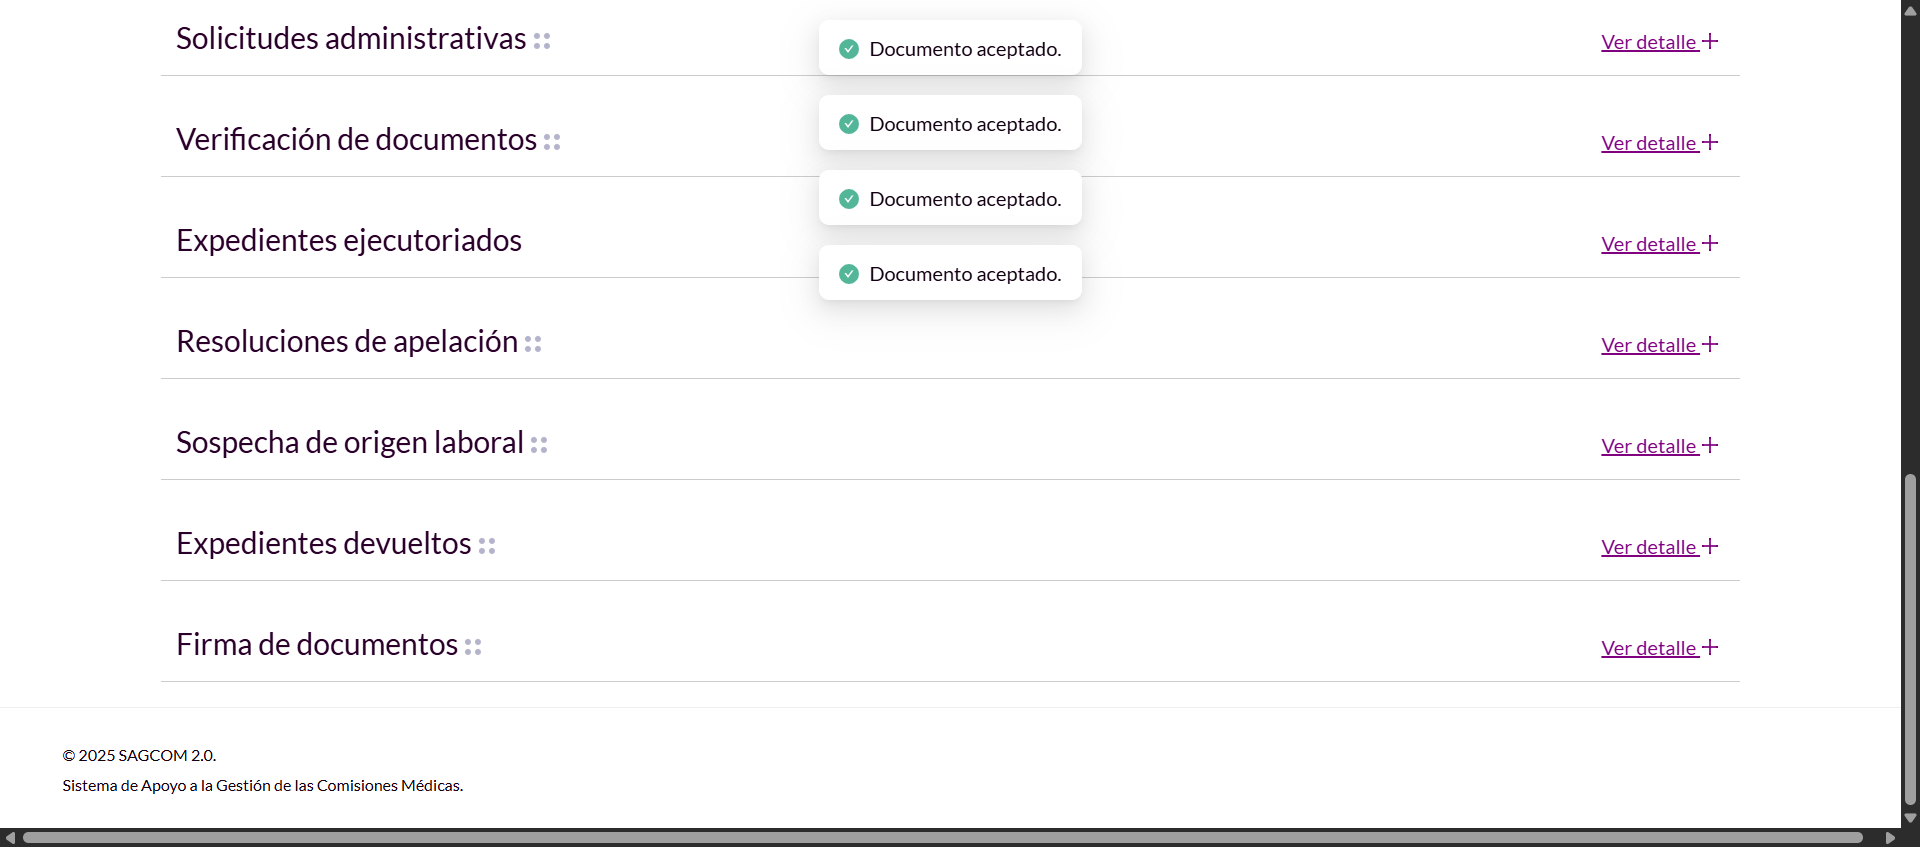 Solicitudes administrativas
Ver detalle
Documento aceptado.
Documento aceptado.
Verificación de documentos
Ver detalle
Documento aceptado.
Expedientes ejecutoriados
Ver detalle
Documento aceptado.
Resoluciones de apelación
Ver detalle
Sospecha de origen laboral
Ver detalle
Expedientes devueltos
Ver detalle
Firma de documentos
Ver detalle
© 2025 SAGCOM 2.0.
Sistema de Apoyo a la Gestión de las Comisiones Médicas.